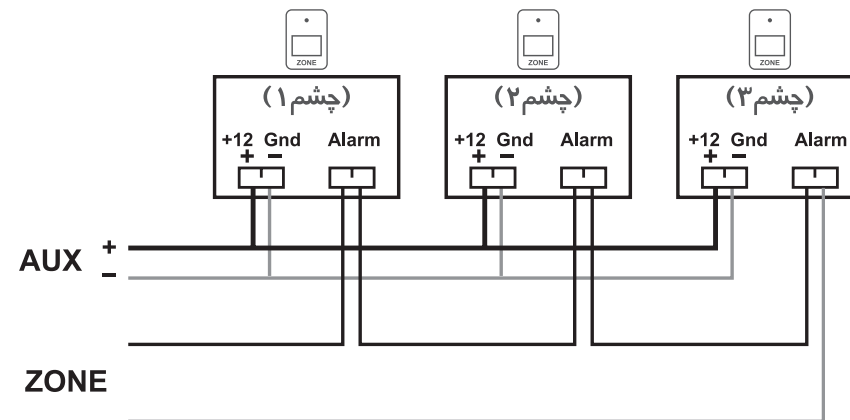 ZONE ZONE ZONE
(چشم۱) (چشم۲) (چشم۳)
+12 Gnd Alarm +12 Gnd Alarm +12 Gnd Alarm
+ − + − + −
AUX +
−
ZONE